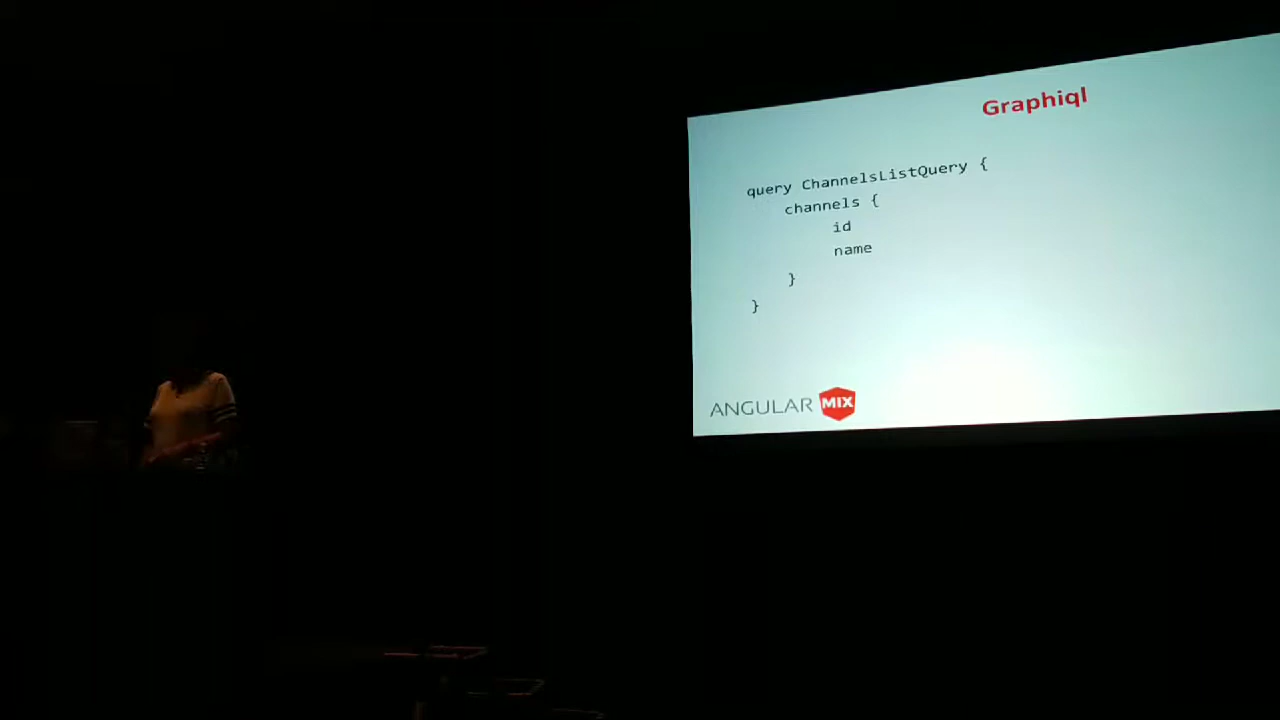 Graphiql
query ChannelsListQuery {
channels {
id
name
}
}
ANGULAR MIX